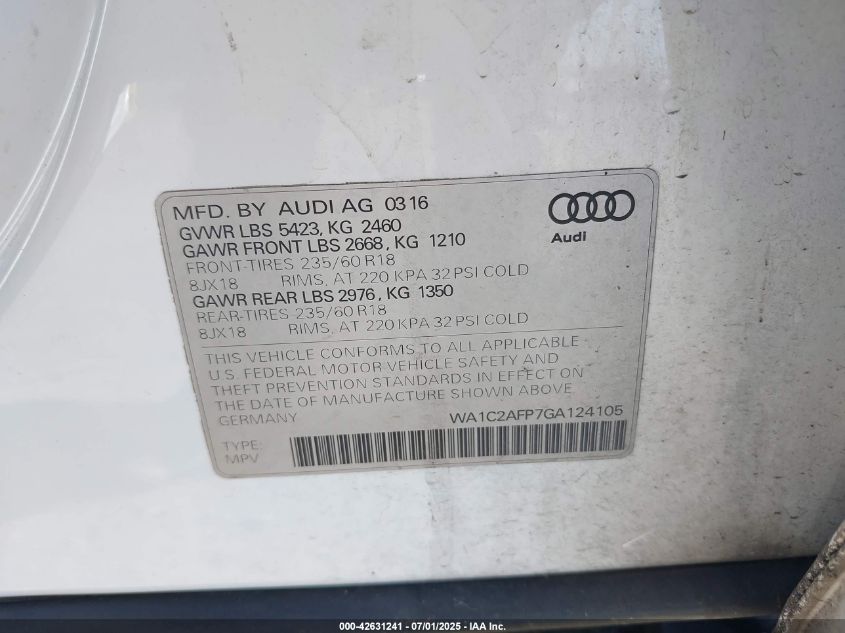 MFD. BY AUDI AG 0316
GVWR LBS 5423, KG 2460
GAWR FRONT LBS 2668, KG 1210
FRONT-TIRES 235/60 R18
8JX18 RIMS, AT 220 KPA 32 PSI COLD
GAWR REAR LBS 2976, KG 1350
REAR-TIRES 235/60 R18
8JX18 RIMS, AT 220 KPA 32 PSI COLD
Audi
THIS VEHICLE CONFORMS TO ALL APPLICABLE
U.S. FEDERAL MOTOR VEHICLE SAFETY AND
THEFT PREVENTION STANDARDS IN EFFECT ON
THE DATE OF MANUFACTURE SHOWN ABOVE
GERMANY WA1C2AFP7GA124105
TYPE:
MPV
000-42631241 - 07/01/2025 - IAA Inc.